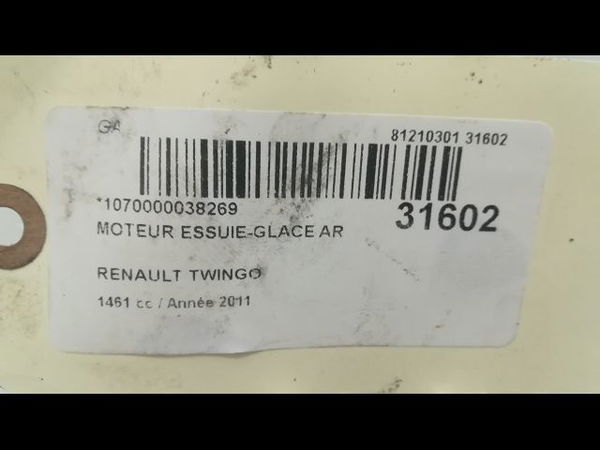 GA
81210301 31602
*1070000038269
31602
MOTEUR ESSUIE-GLACE AR
RENAULT TWINGO
1461 cc / Année 2011